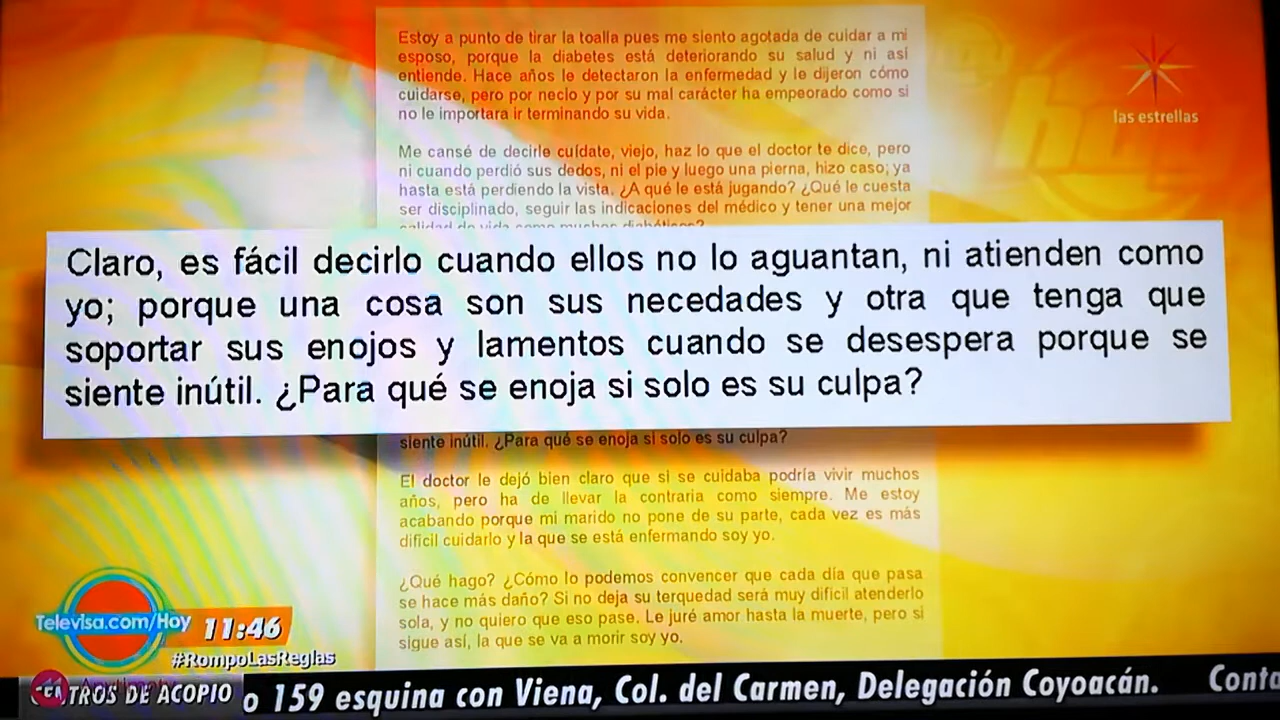 Estoy a punto de tirar la toalla pues me siento agotada de cuidar a mi
esposo, porque la diabetes está deteriorando su salud y ni así
entiende. Hace años le detectaron la enfermedad y le dijeron cómo
cuidarse, pero por necio y por su mal carácter ha empeorado como si
no le importara ir terminando su vida.
Me cansé de decirle cuídate, viejo, haz lo que el doctor te dice, pero
ni cuando perdió sus dedos, ni el pie y luego una pierna, hizo caso; ya
hasta está perdiendo la vista. ¿A qué le está jugando? ¿Qué le cuesta
ser disciplinado, seguir las indicaciones del médico y tener una mejor
calidad de vida como muchos diabéticos?
Claro, es fácil decirlo cuando ellos no lo aguantan, ni atienden como
yo; porque una cosa son sus necedades y otra que tenga que
soportar sus enojos y lamentos cuando se desespera porque se
siente inútil. ¿Para qué se enoja si solo es su culpa?
siente inútil. ¿Para qué se enoja si solo es su culpa?
El doctor le dejó bien claro que si se cuidaba podría vivir muchos
años, pero ha de llevar la contraria como siempre. Me estoy
acabando porque mi marido no pone de su parte, cada vez es más
difícil cuidarlo y la que se está enfermando soy yo.
¿Qué hago? ¿Cómo lo podemos convencer que cada día que pasa
se hace más daño? Si no deja su terquedad será muy difícil atenderlo
sola, y no quiero que eso pase. Le juré amor hasta la muerte, pero si
sigue así, la que se va a morir soy yo.
las estrellas
hoy
Televisa.com/Hoy
11:46
#RompoLasReglas
TROS DE ACOPIO
o 159 esquina con Viena, Col. del Carmen, Delegación Coyoacán. Conta